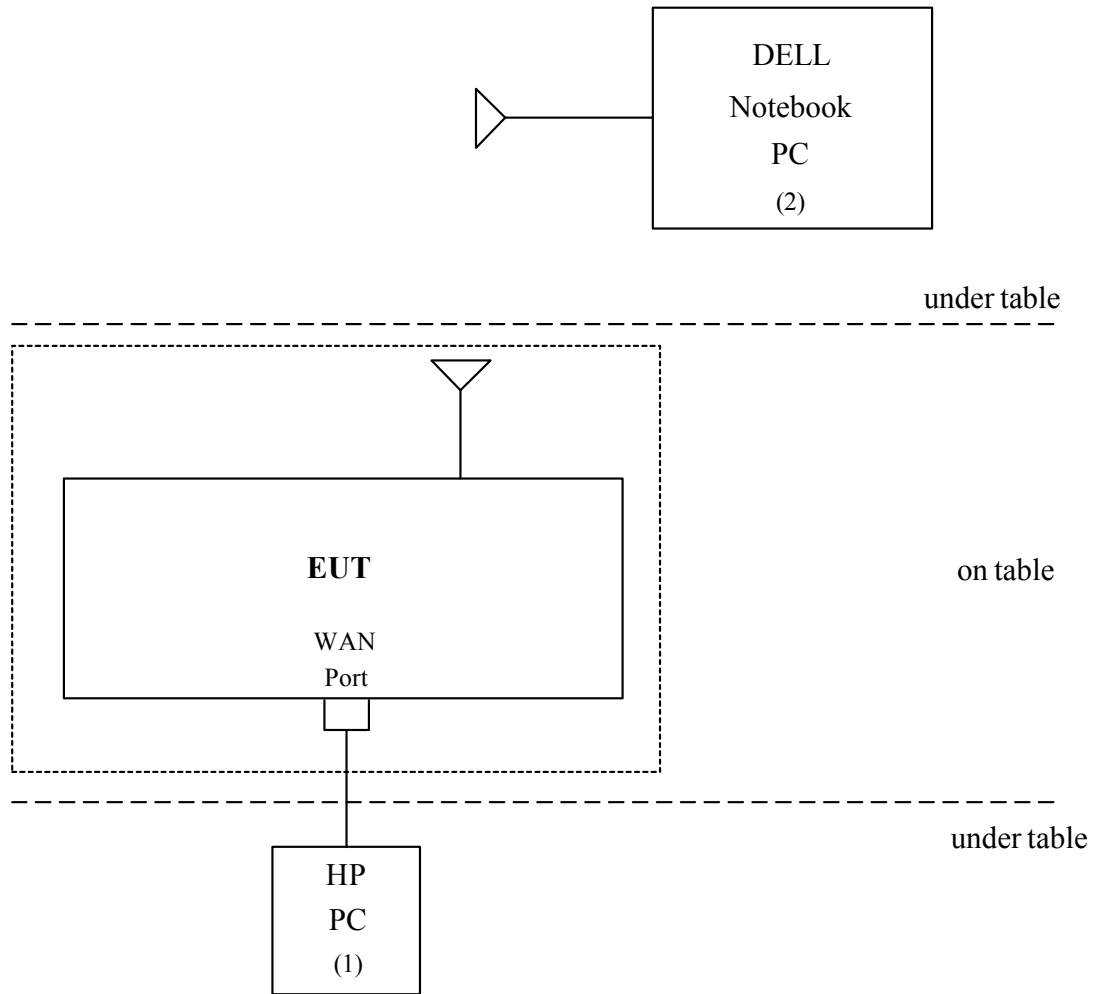 DELL
Notebook
PC
(2)
under table
EUT
on table
WAN
Port
under table
HP
PC
(1)